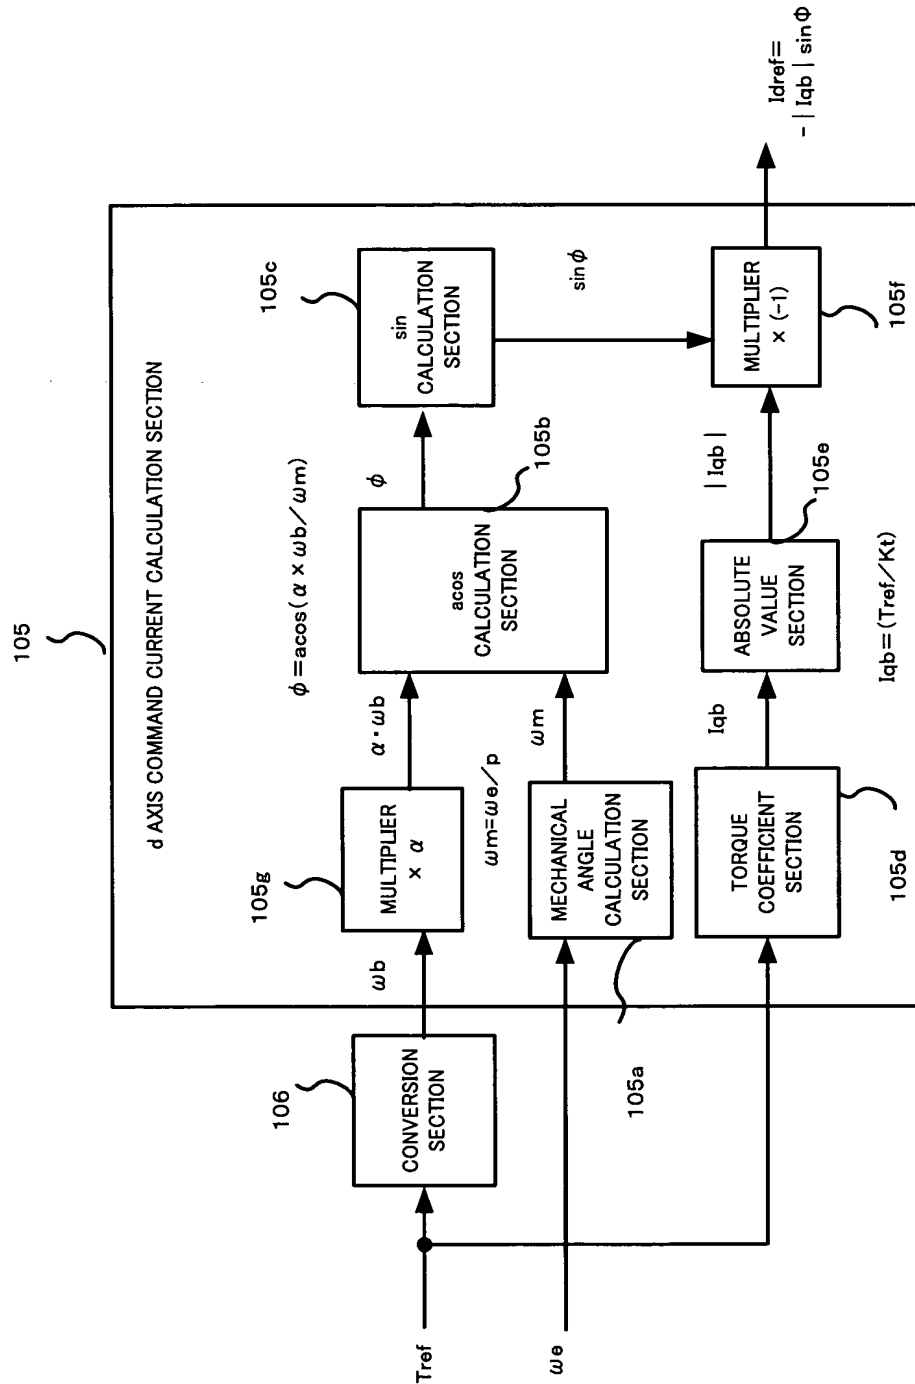 105
d AXIS COMMAND CURRENT CALCULATION SECTION
Tref
106
CONVERSION
SECTION
ωb
105g
MULTIPLIER
× α
α・ωb
φ=acos(α×ωb/ωm)
acos
CALCULATION
SECTION
105b
φ
105c
sin
CALCULATION
SECTION
sinφ
ωe
105a
MECHANICAL
ANGLE
CALCULATION
SECTION
ωm=ωe/p
ωm
TORQUE
COEFFICIENT
SECTION
105d
Iqb
ABSOLUTE
VALUE
SECTION
105e
Iqb=(Tref/Kt)
|Iqb|
MULTIPLIER
× (-1)
105f
Idref=
-|Iqb|sinφ